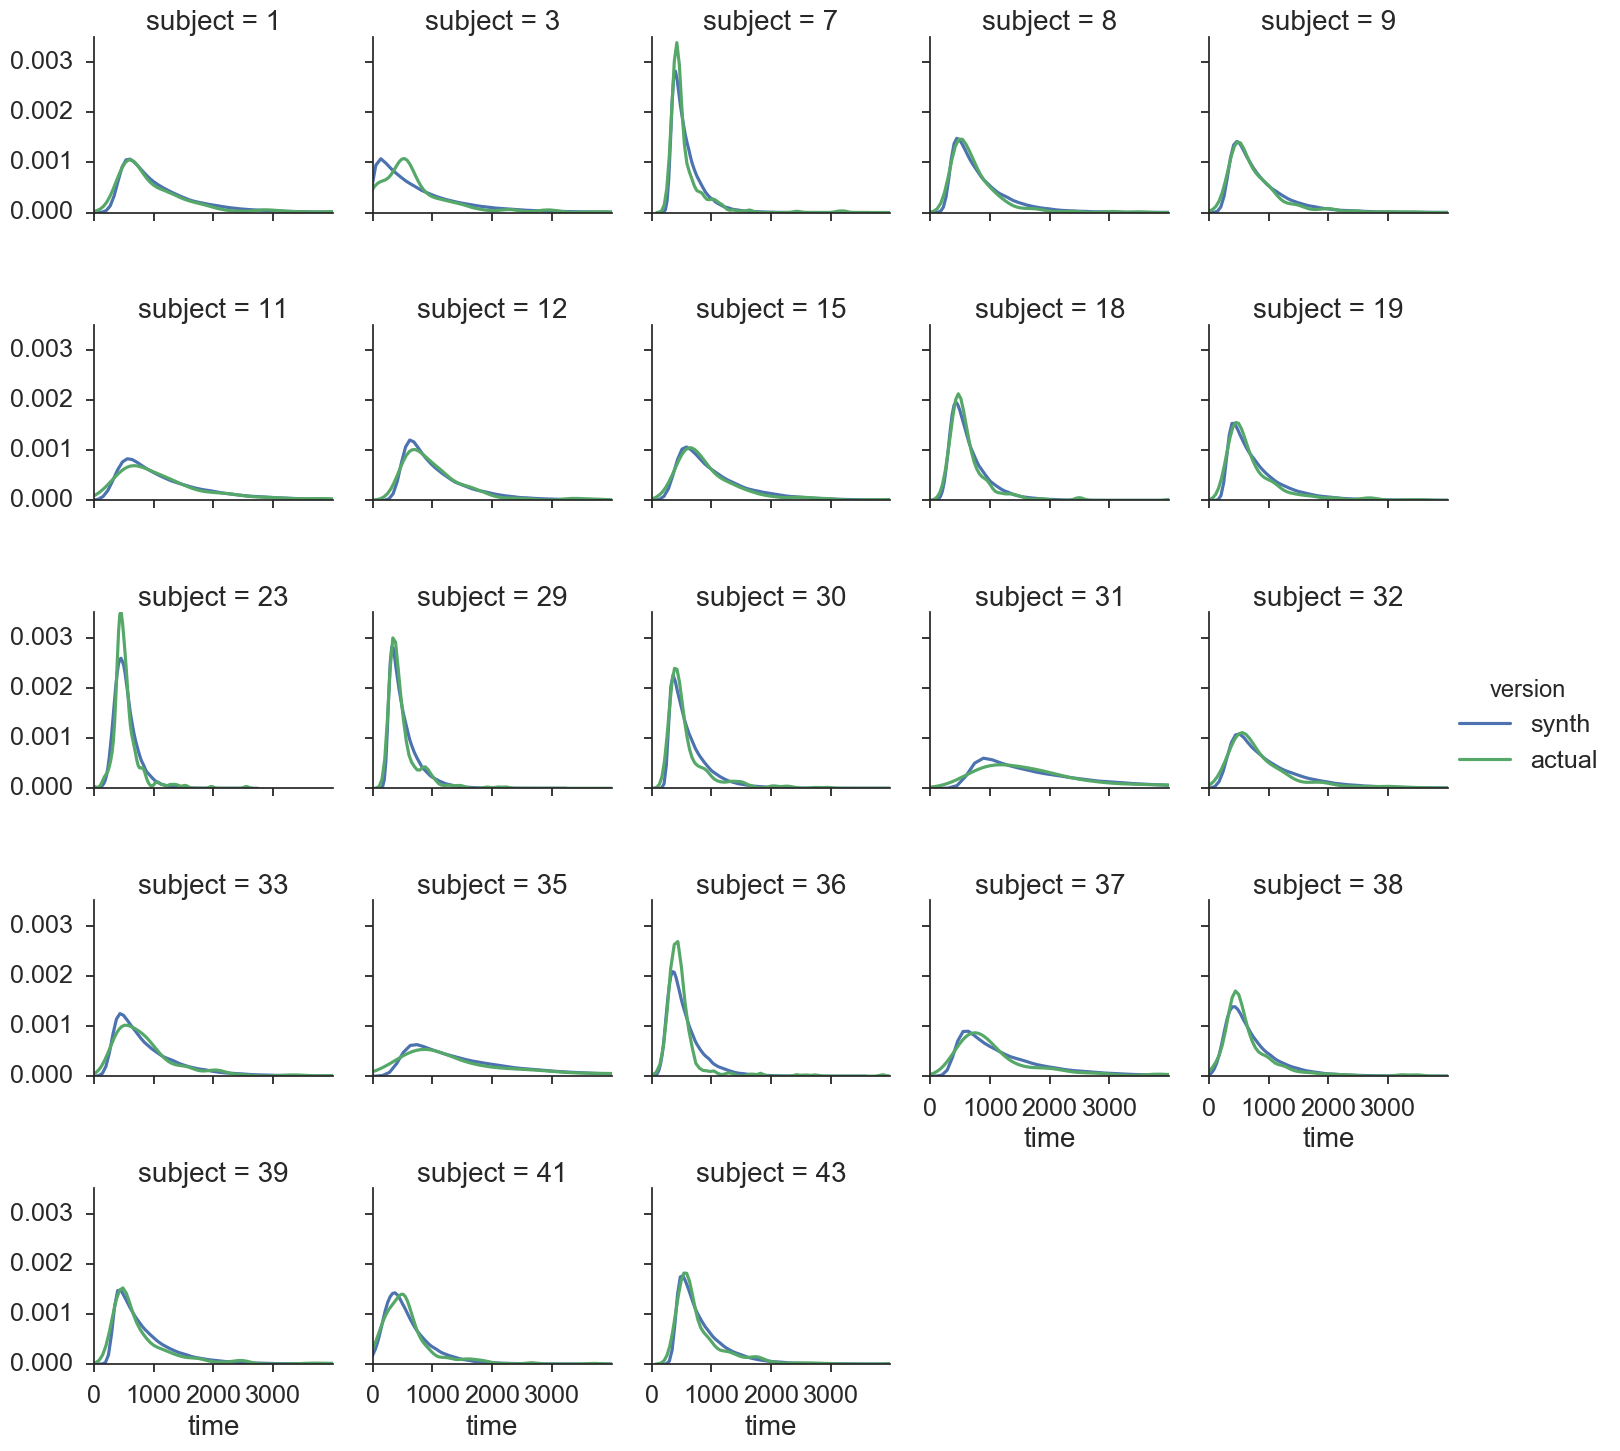 subject = 1
subject = 3
subject = 7
subject = 8
subject = 9
0.003
0.002
0.001
0.000
subject = 11
subject = 12
subject = 15
subject = 18
subject = 19
0.003
0.002
0.001
0.000
subject = 23
subject = 29
subject = 30
subject = 31
subject = 32
0.003
0.002
0.001
0.000
version
synth
actual
subject = 33
subject = 35
subject = 36
subject = 37
subject = 38
0.003
0.002
0.001
0.000
0 1000 2000 3000
time
0 1000 2000 3000
time
subject = 39
subject = 41
subject = 43
0.003
0.002
0.001
0.000
0 1000 2000 3000
time
0 1000 2000 3000
time
0 1000 2000 3000
time